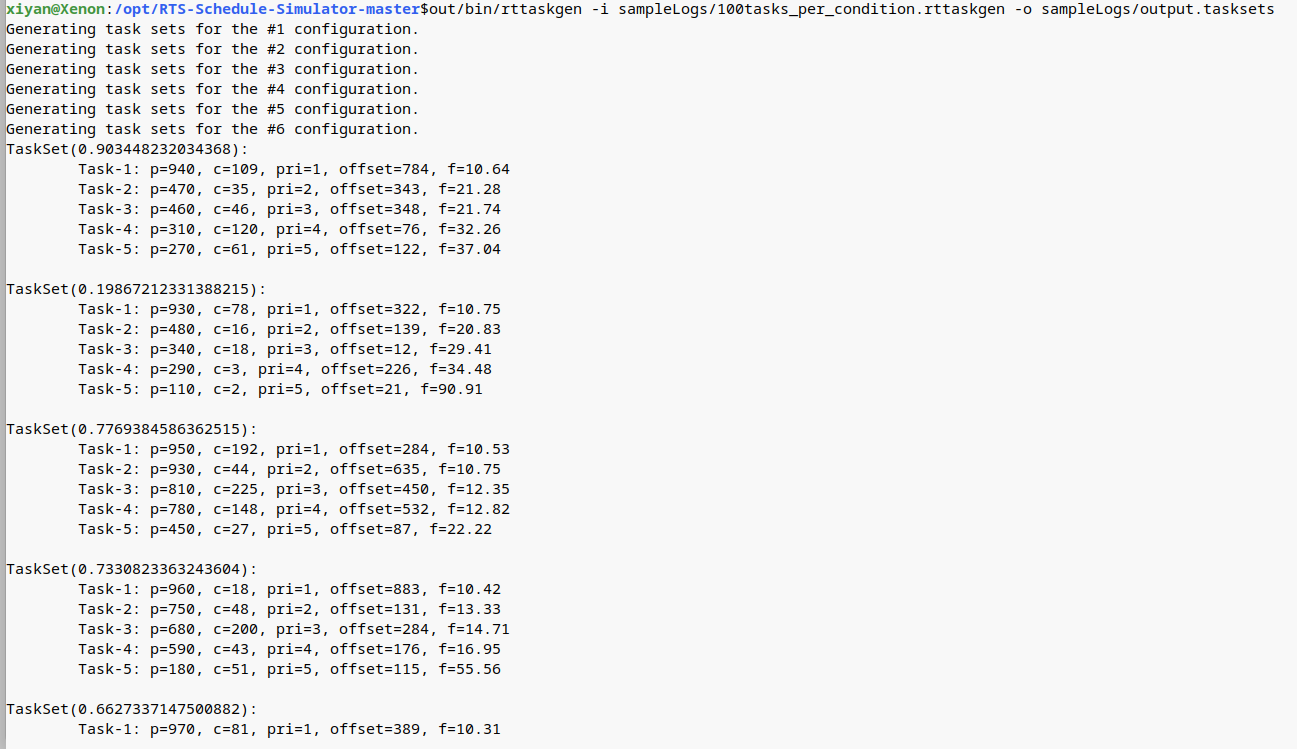 xiyan@Xenon:/opt/RTS-Schedule-Simulator-master$out/bin/rttaskgen -i sampleLogs/100tasks_per_condition.rttaskgen -o sampleLogs/output.tasksets
Generating task sets for the #1 configuration.
Generating task sets for the #2 configuration.
Generating task sets for the #3 configuration.
Generating task sets for the #4 configuration.
Generating task sets for the #5 configuration.
Generating task sets for the #6 configuration.
TaskSet(0.903448232034368):
Task-1: p=940, c=109, pri=1, offset=784, f=10.64
Task-2: p=470, c=35, pri=2, offset=343, f=21.28
Task-3: p=460, c=46, pri=3, offset=348, f=21.74
Task-4: p=310, c=120, pri=4, offset=76, f=32.26
Task-5: p=270, c=61, pri=5, offset=122, f=37.04
TaskSet(0.19867212331388215):
Task-1: p=930, c=78, pri=1, offset=322, f=10.75
Task-2: p=480, c=16, pri=2, offset=139, f=20.83
Task-3: p=340, c=18, pri=3, offset=12, f=29.41
Task-4: p=290, c=3, pri=4, offset=226, f=34.48
Task-5: p=110, c=2, pri=5, offset=21, f=90.91
TaskSet(0.7769384586362515):
Task-1: p=950, c=192, pri=1, offset=284, f=10.53
Task-2: p=930, c=44, pri=2, offset=635, f=10.75
Task-3: p=810, c=225, pri=3, offset=450, f=12.35
Task-4: p=780, c=148, pri=4, offset=532, f=12.82
Task-5: p=450, c=27, pri=5, offset=87, f=22.22
TaskSet(0.7330823363243604):
Task-1: p=960, c=18, pri=1, offset=883, f=10.42
Task-2: p=750, c=48, pri=2, offset=131, f=13.33
Task-3: p=680, c=200, pri=3, offset=284, f=14.71
Task-4: p=590, c=43, pri=4, offset=176, f=16.95
Task-5: p=180, c=51, pri=5, offset=115, f=55.56
TaskSet(0.6627337147500882):
Task-1: p=970, c=81, pri=1, offset=389, f=10.31